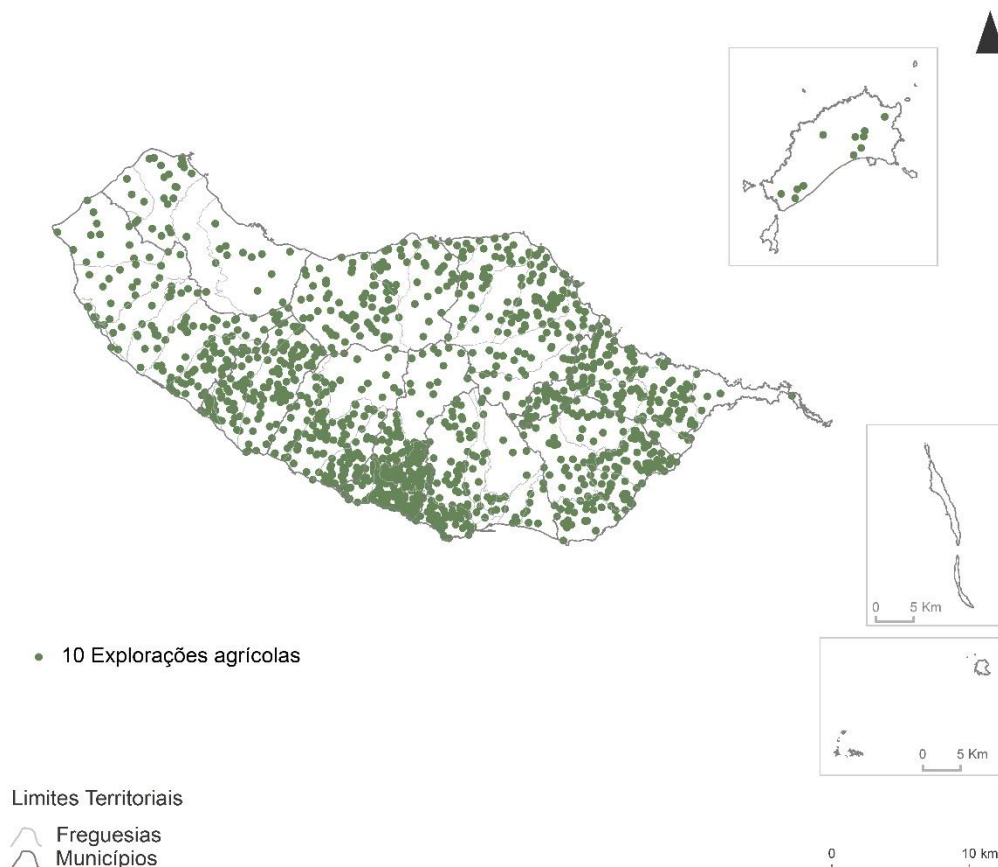 0 5 Km
10 Explorações agrícolas
0 5 Km
Limites Territoriais
Freguesias
Municípios
0 10 km